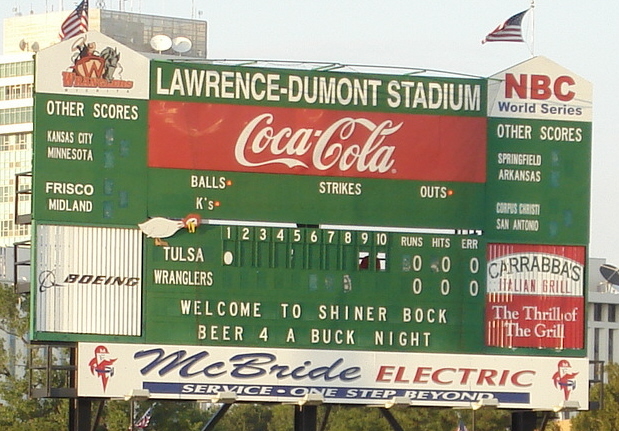 WRANGLERS
LAWRENCE-DUMONT STADIUM
NBC
World Series
OTHER SCORES
KANSAS CITY
MINNESOTA
FRISCO
MIDLAND
Coca-Cola
BALLS STRIKES OUTS
K's
OTHER SCORES
SPRINGFIELD
ARKANSAS
CORPUS CHRISTI
SAN ANTONIO
1 2 3 4 5 6 7 8 9 10 RUNS HITS ERR
TULSA 0 0 0 0
WRANGLERS 0 0 0
WELCOME TO SHINER BOCK
BEER 4 A BUCK NIGHT
BOEING
CARRABBA'S
ITALIAN GRILL
The Thrill of
The Grill
McBride ELECTRIC
SERVICE • ONE STEP BEYOND